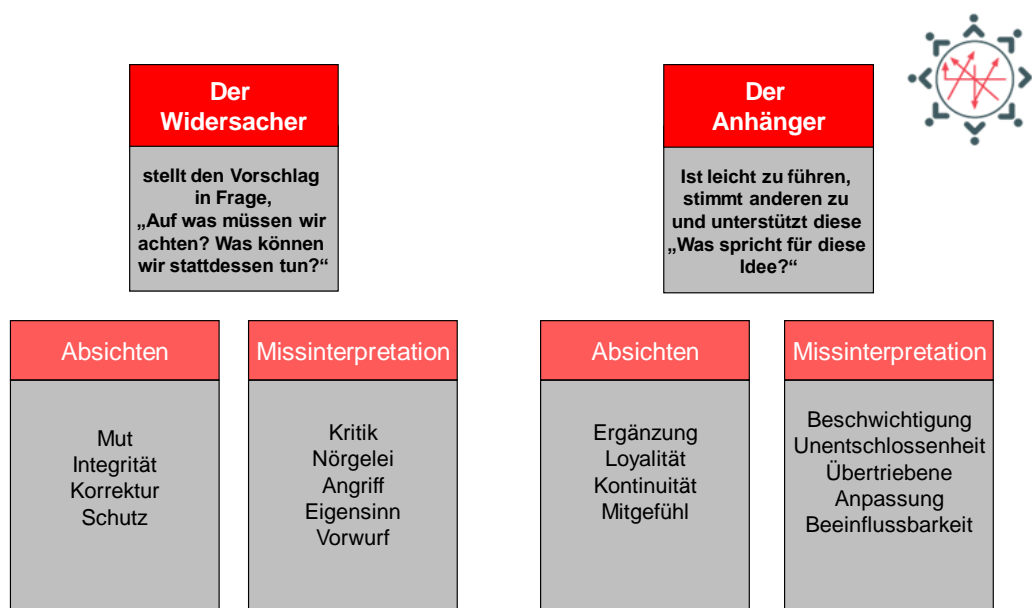 Der
Widersacher
stellt den Vorschlag
in Frage,
„Auf was müssen wir
achten? Was können
wir stattdessen tun?“
Der
Anhänger
Ist leicht zu führen,
stimmt anderen zu
und unterstützt diese
„Was spricht für diese
Idee?“
Absichten
Mut
Integrität
Korrektur
Schutz
Missinterpretation
Kritik
Nörgelei
Angriff
Eigensinn
Vorwurf
Absichten
Ergänzung
Loyalität
Kontinuität
Mitgefühl
Missinterpretation
Beschwichtigung
Unentschlossenheit
Übertriebene
Anpassung
Beeinflussbarkeit